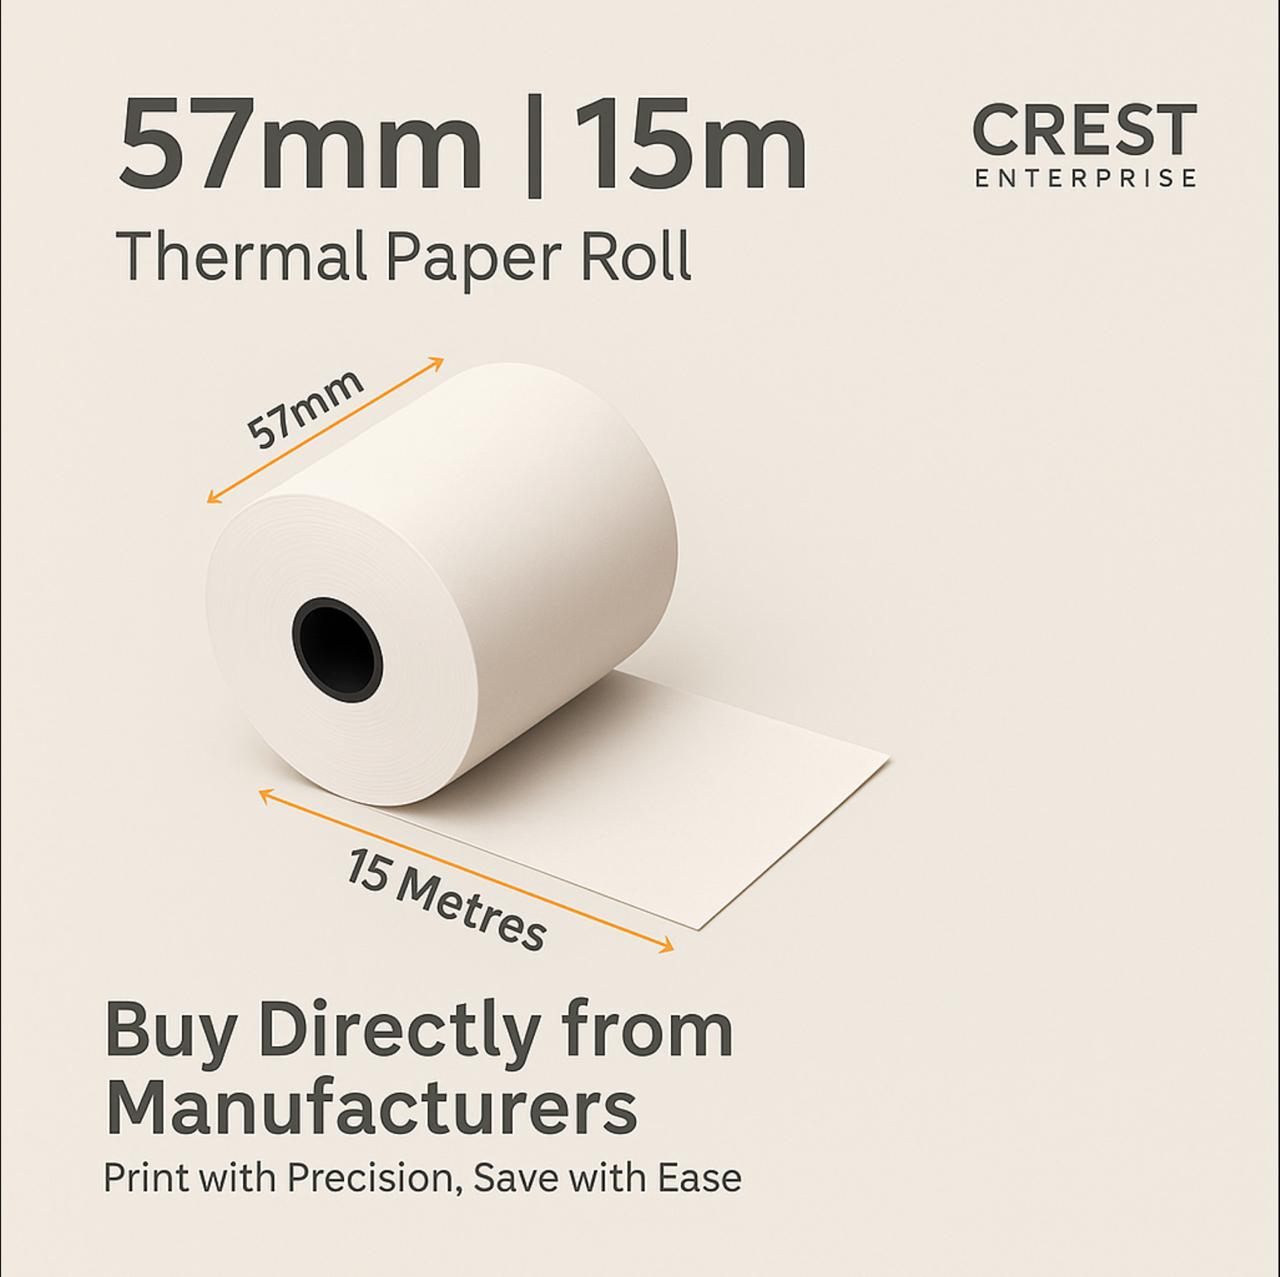 57mm | 15m
CREST
ENTERPRISE
Thermal Paper Roll
57mm
15 Metres
Buy Directly from
Manufacturers
Print with Precision, Save with Ease